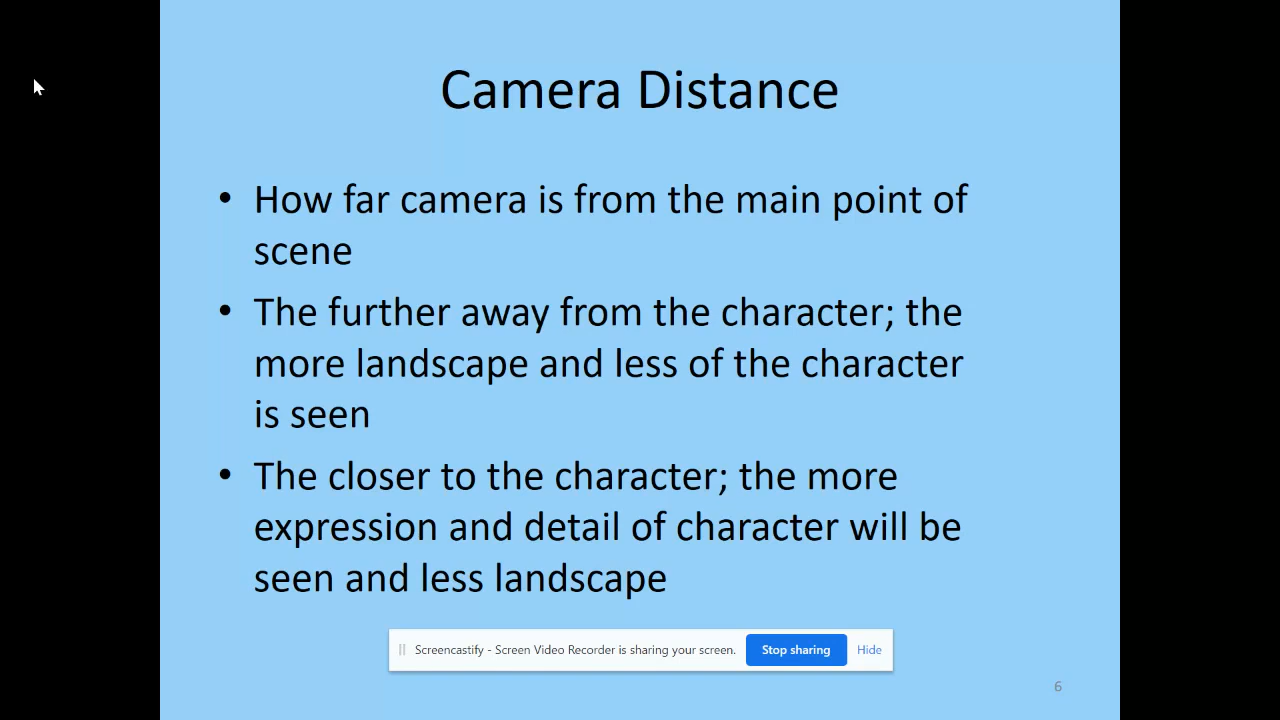 Camera Distance
• How far camera is from the main point of
scene
• The further away from the character; the
more landscape and less of the character
is seen
• The closer to the character; the more
expression and detail of character will be
seen and less landscape
Screencastify - Screen Video Recorder is sharing your screen. Stop sharing Hide
6